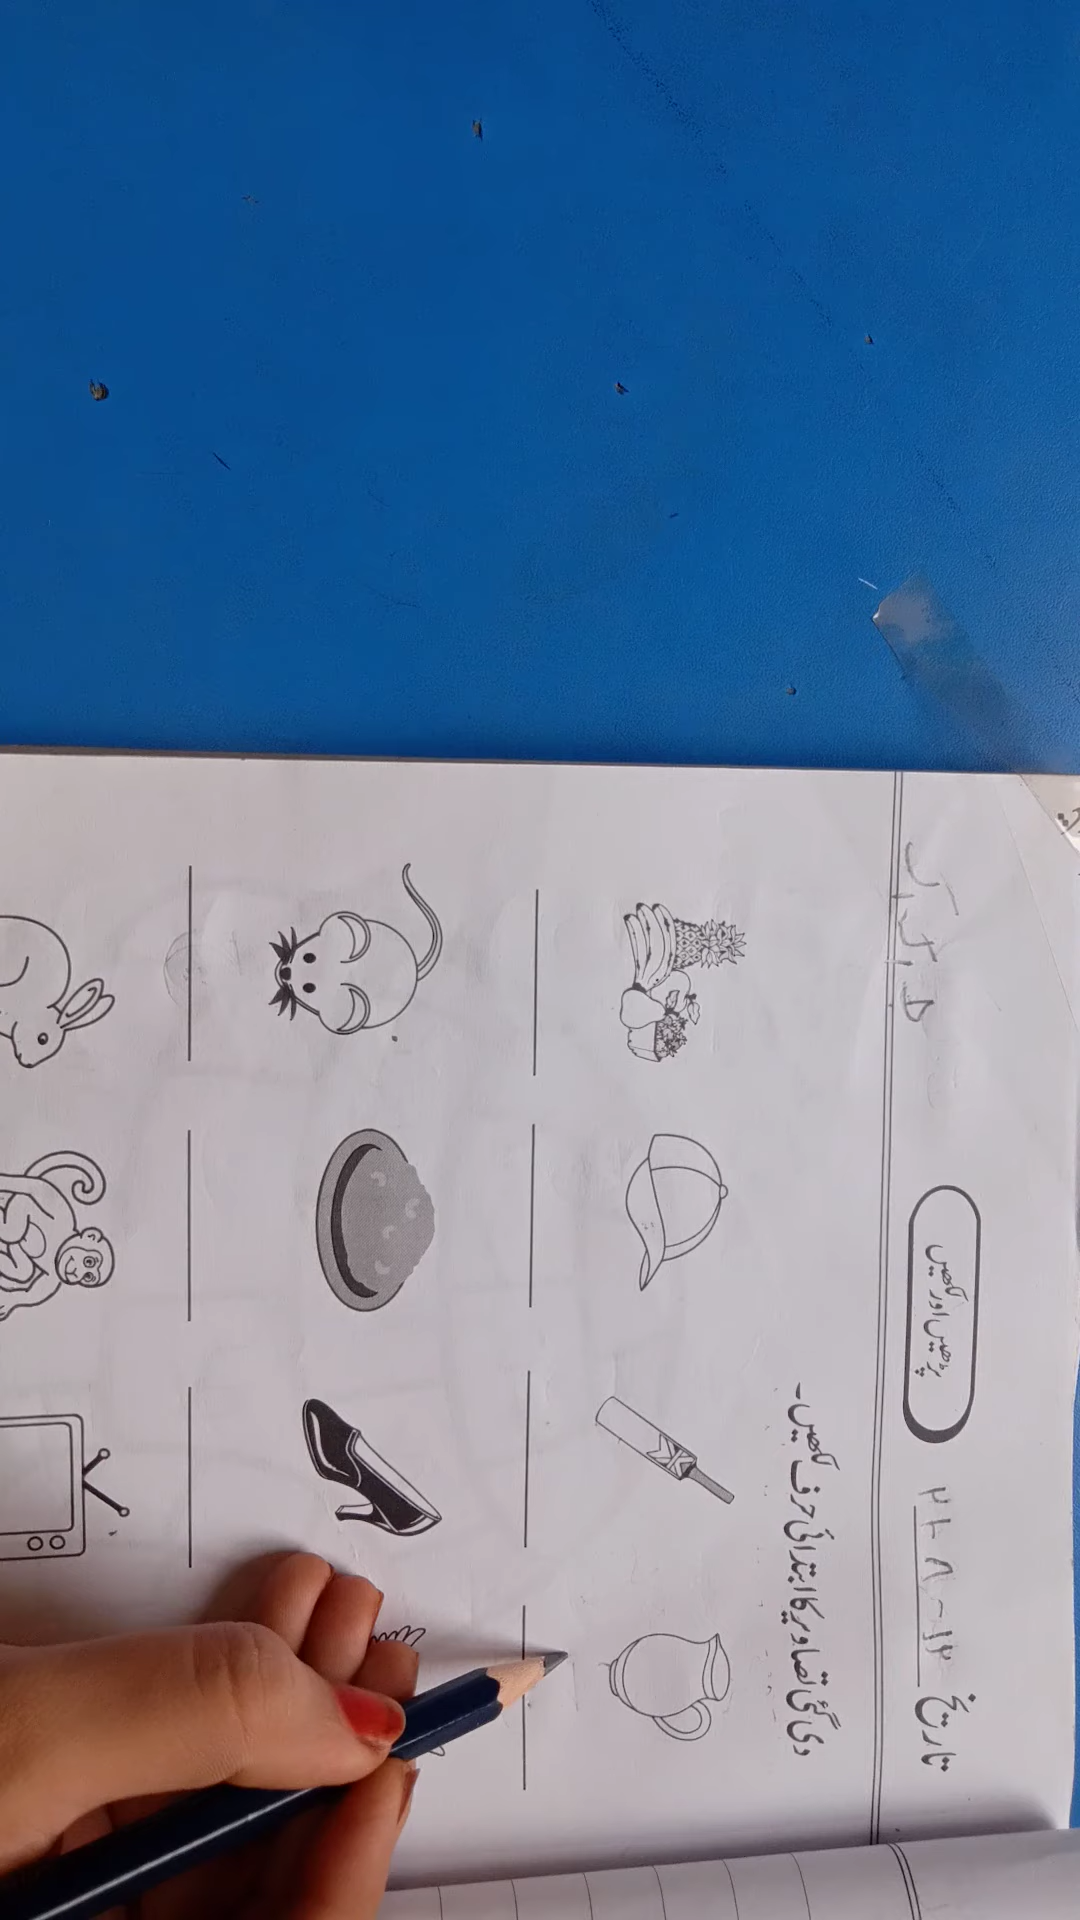 تاریخ ۱۲-۸-۲۴
پڑھیں اور لکھیں
دی گئی تصاویر کا ابتدائی حرف لکھیں۔